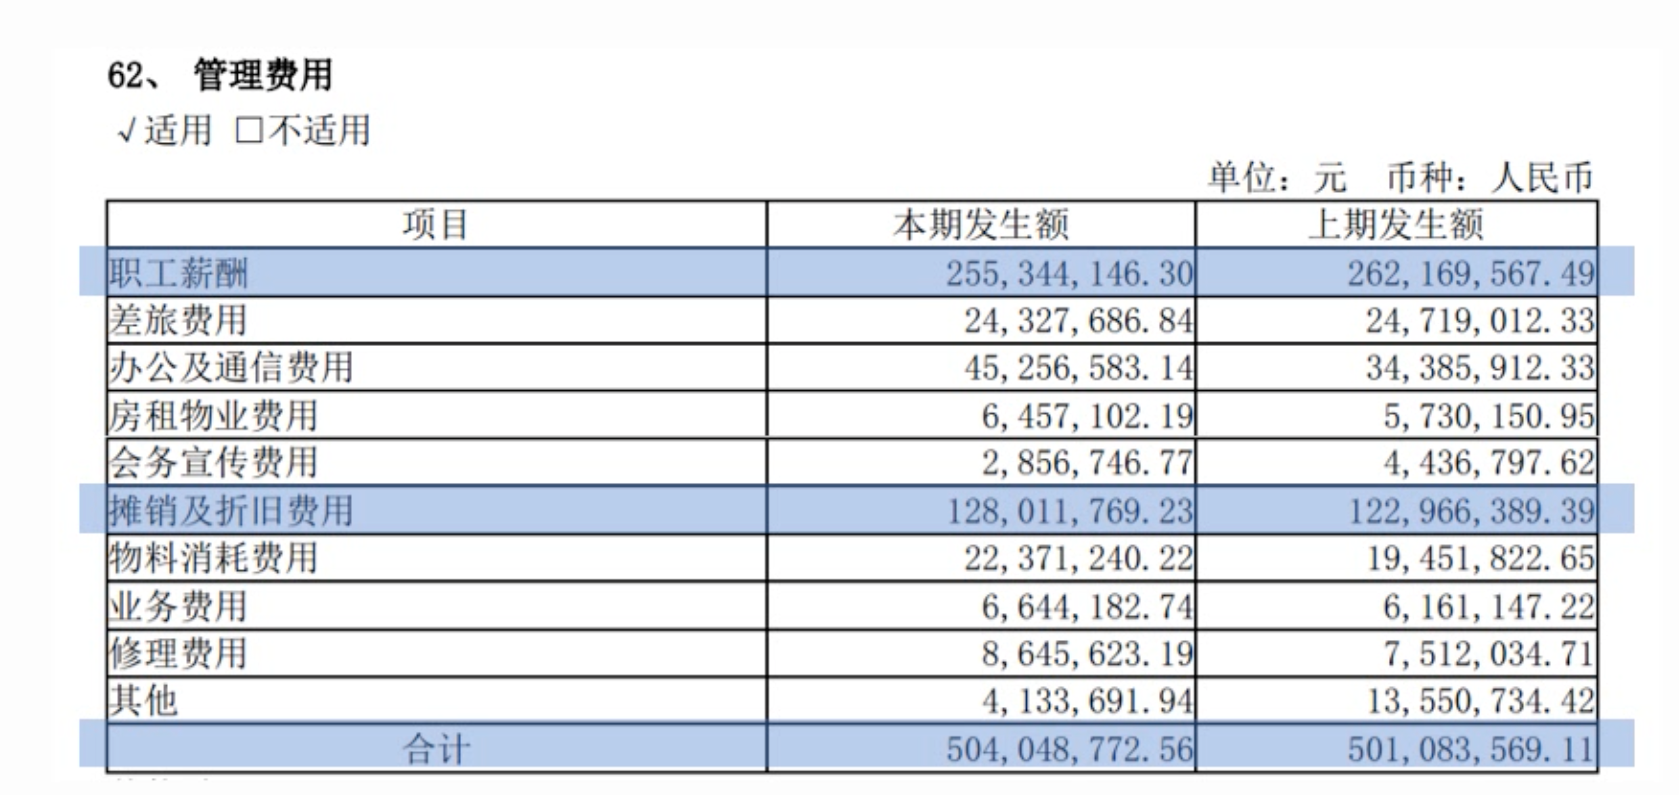 62、 管理费用
√适用 □不适用
单位：元 币种：人民币
项目 本期发生额 上期发生额
职工薪酬 255,344,146.30 262,169,567.49
差旅费用 24,327,686.84 24,719,012.33
办公及通信费用 45,256,583.14 34,385,912.33
房租物业费用 6,457,102.19 5,730,150.95
会务宣传费用 2,856,746.77 4,436,797.62
摊销及折旧费用 128,011,769.23 122,966,389.39
物料消耗费用 22,371,240.22 19,451,822.65
业务费用 6,644,182.74 6,161,147.22
修理费用 8,645,623.19 7,512,034.71
其他 4,133,691.94 13,550,734.42
合计 504,048,772.56 501,083,569.11